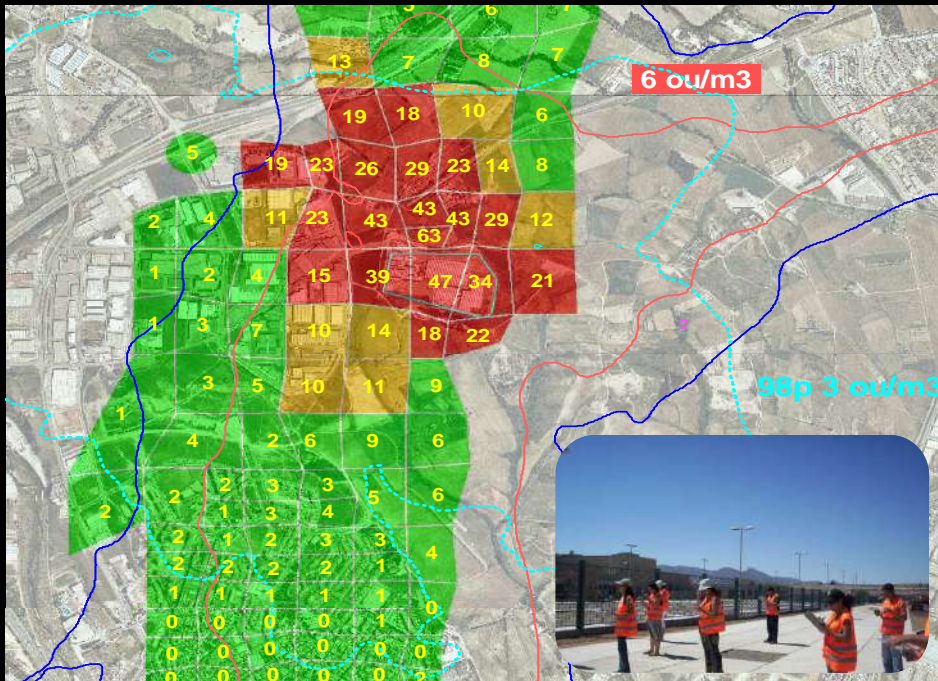 5 6 7
13 7 8 7
6 ou/m3
19 18 10 6
5 19 23 26 29 23 14 8
2 4 11 23 43 43 43 29 12
63
1 2 4 15 39 47 34 21
1 3 7 10 14 18 22
1 3 5 10 11 9
98p 3 ou/m3
4 2 6 9 6
2 2 2 3 3 5 6
1 3 4
2 1 2 3 3 4
2 2 2 2 1
1 1 1 1 1 0
0 0 0 0 1
0 0 0 0 0 0
0 0 0 0 0 2